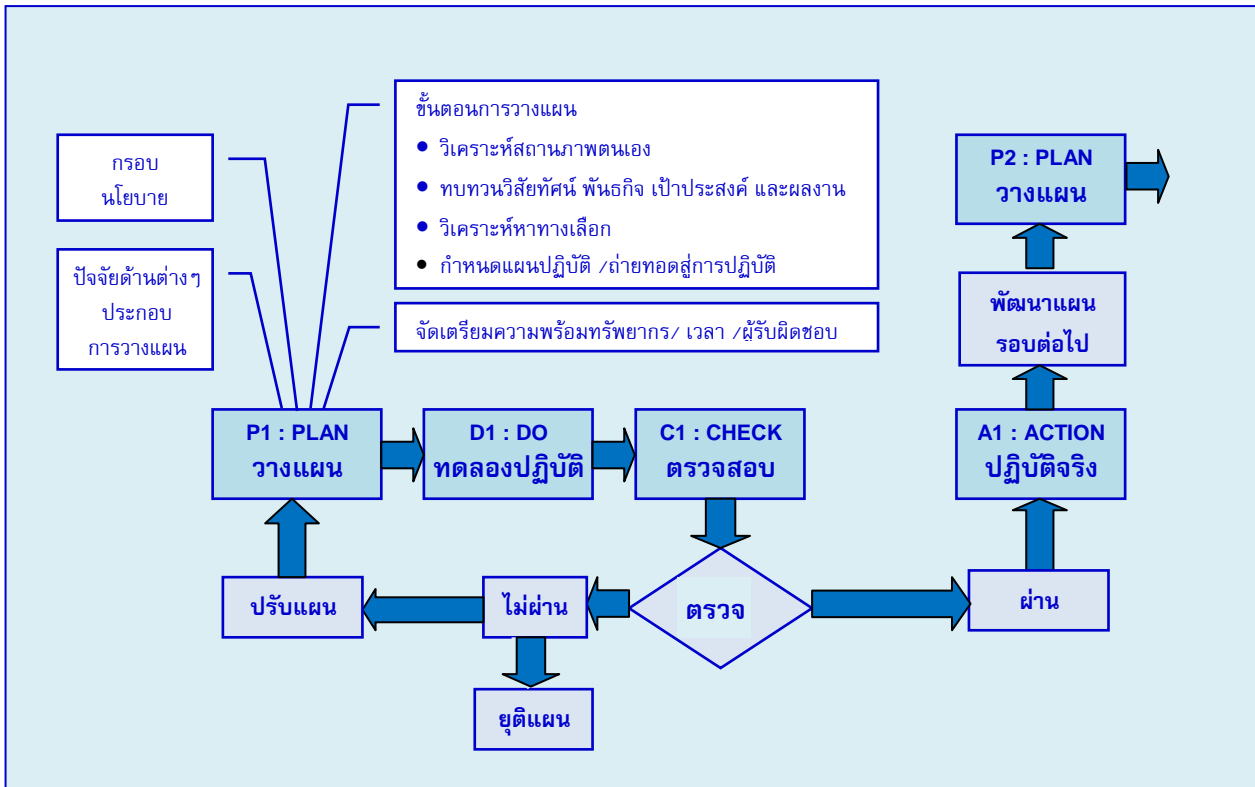 ขั้นตอนการวางแผน
● วิเคราะห์สถานภาพตนเอง
● ทบทวนวิสัยทัศน์ พันธกิจ เป้าประสงค์ และผลงาน
● วิเคราะห์หาทางเลือก
● กำหนดแผนปฏิบัติ /ถ่ายทอดสู่การปฏิบัติ
กรอบ
นโยบาย
ปัจจัยด้านต่างๆ
ประกอบ
การวางแผน
จัดเตรียมความพร้อมทรัพยากร/ เวลา /ผู้รับผิดชอบ
P2 : PLAN
วางแผน
พัฒนาแผน
รอบต่อไป
P1 : PLAN
วางแผน
D1 : DO
ทดลองปฏิบัติ
C1 : CHECK
ตรวจสอบ
A1 : ACTION
ปฏิบัติจริง
ปรับแผน
ไม่ผ่าน
ตรวจ
ผ่าน
ยุติแผน